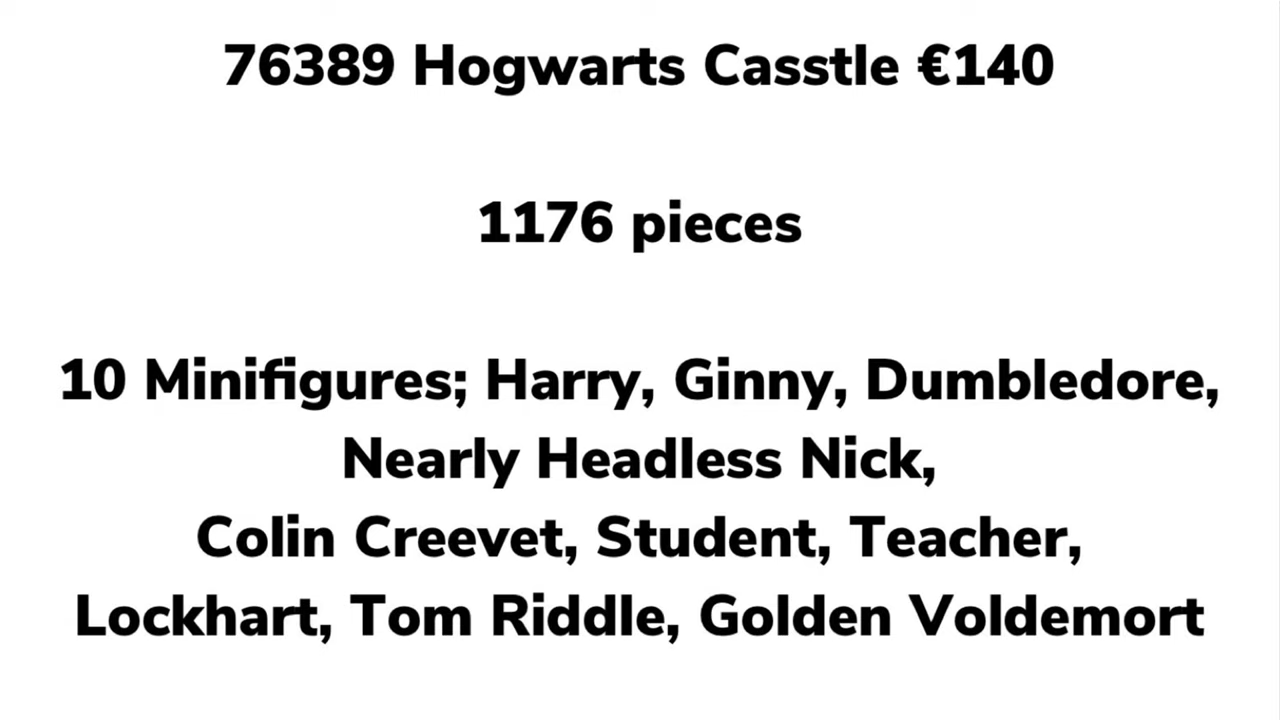 76389 Hogwarts Casstle €140
1176 pieces
10 Minifigures; Harry, Ginny, Dumbledore,
Nearly Headless Nick,
Colin Creevet, Student, Teacher,
Lockhart, Tom Riddle, Golden Voldemort